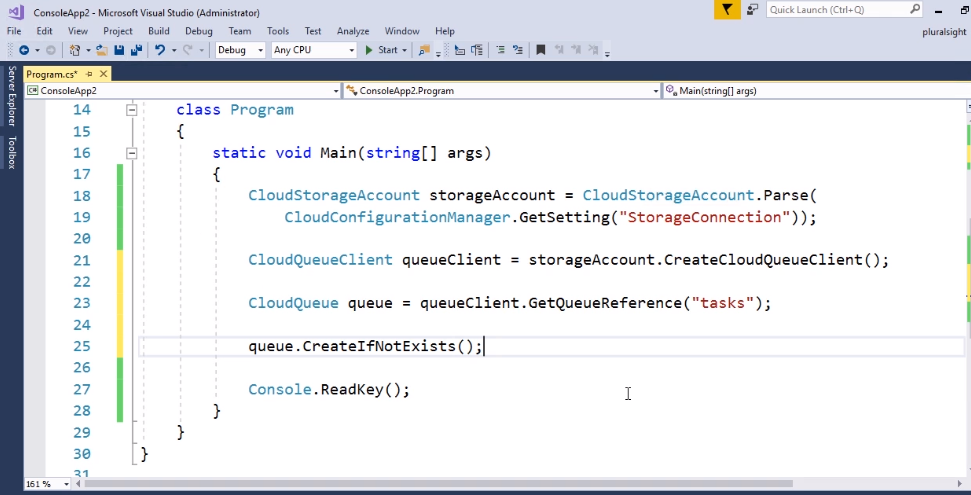 ConsoleApp2 - Microsoft Visual Studio (Administrator)
Quick Launch (Ctrl+Q)
File Edit View Project Build Debug Team Tools Test Analyze Window Help
pluralsight
Debug Any CPU Start
Server Explorer
Toolbox
Program.cs*
C# ConsoleApp2 ConsoleApp2.Program Main(string[] args)
14 class Program
15 {
16 static void Main(string[] args)
17 {
18 CloudStorageAccount storageAccount = CloudStorageAccount.Parse(
19 CloudConfigurationManager.GetSetting("StorageConnection"));
20
21 CloudQueueClient queueClient = storageAccount.CreateCloudQueueClient();
22
23 CloudQueue queue = queueClient.GetQueueReference("tasks");
24
25 queue.CreateIfNotExists();
26
27 Console.ReadKey();
28 }
29 }
30 }
31
161 %